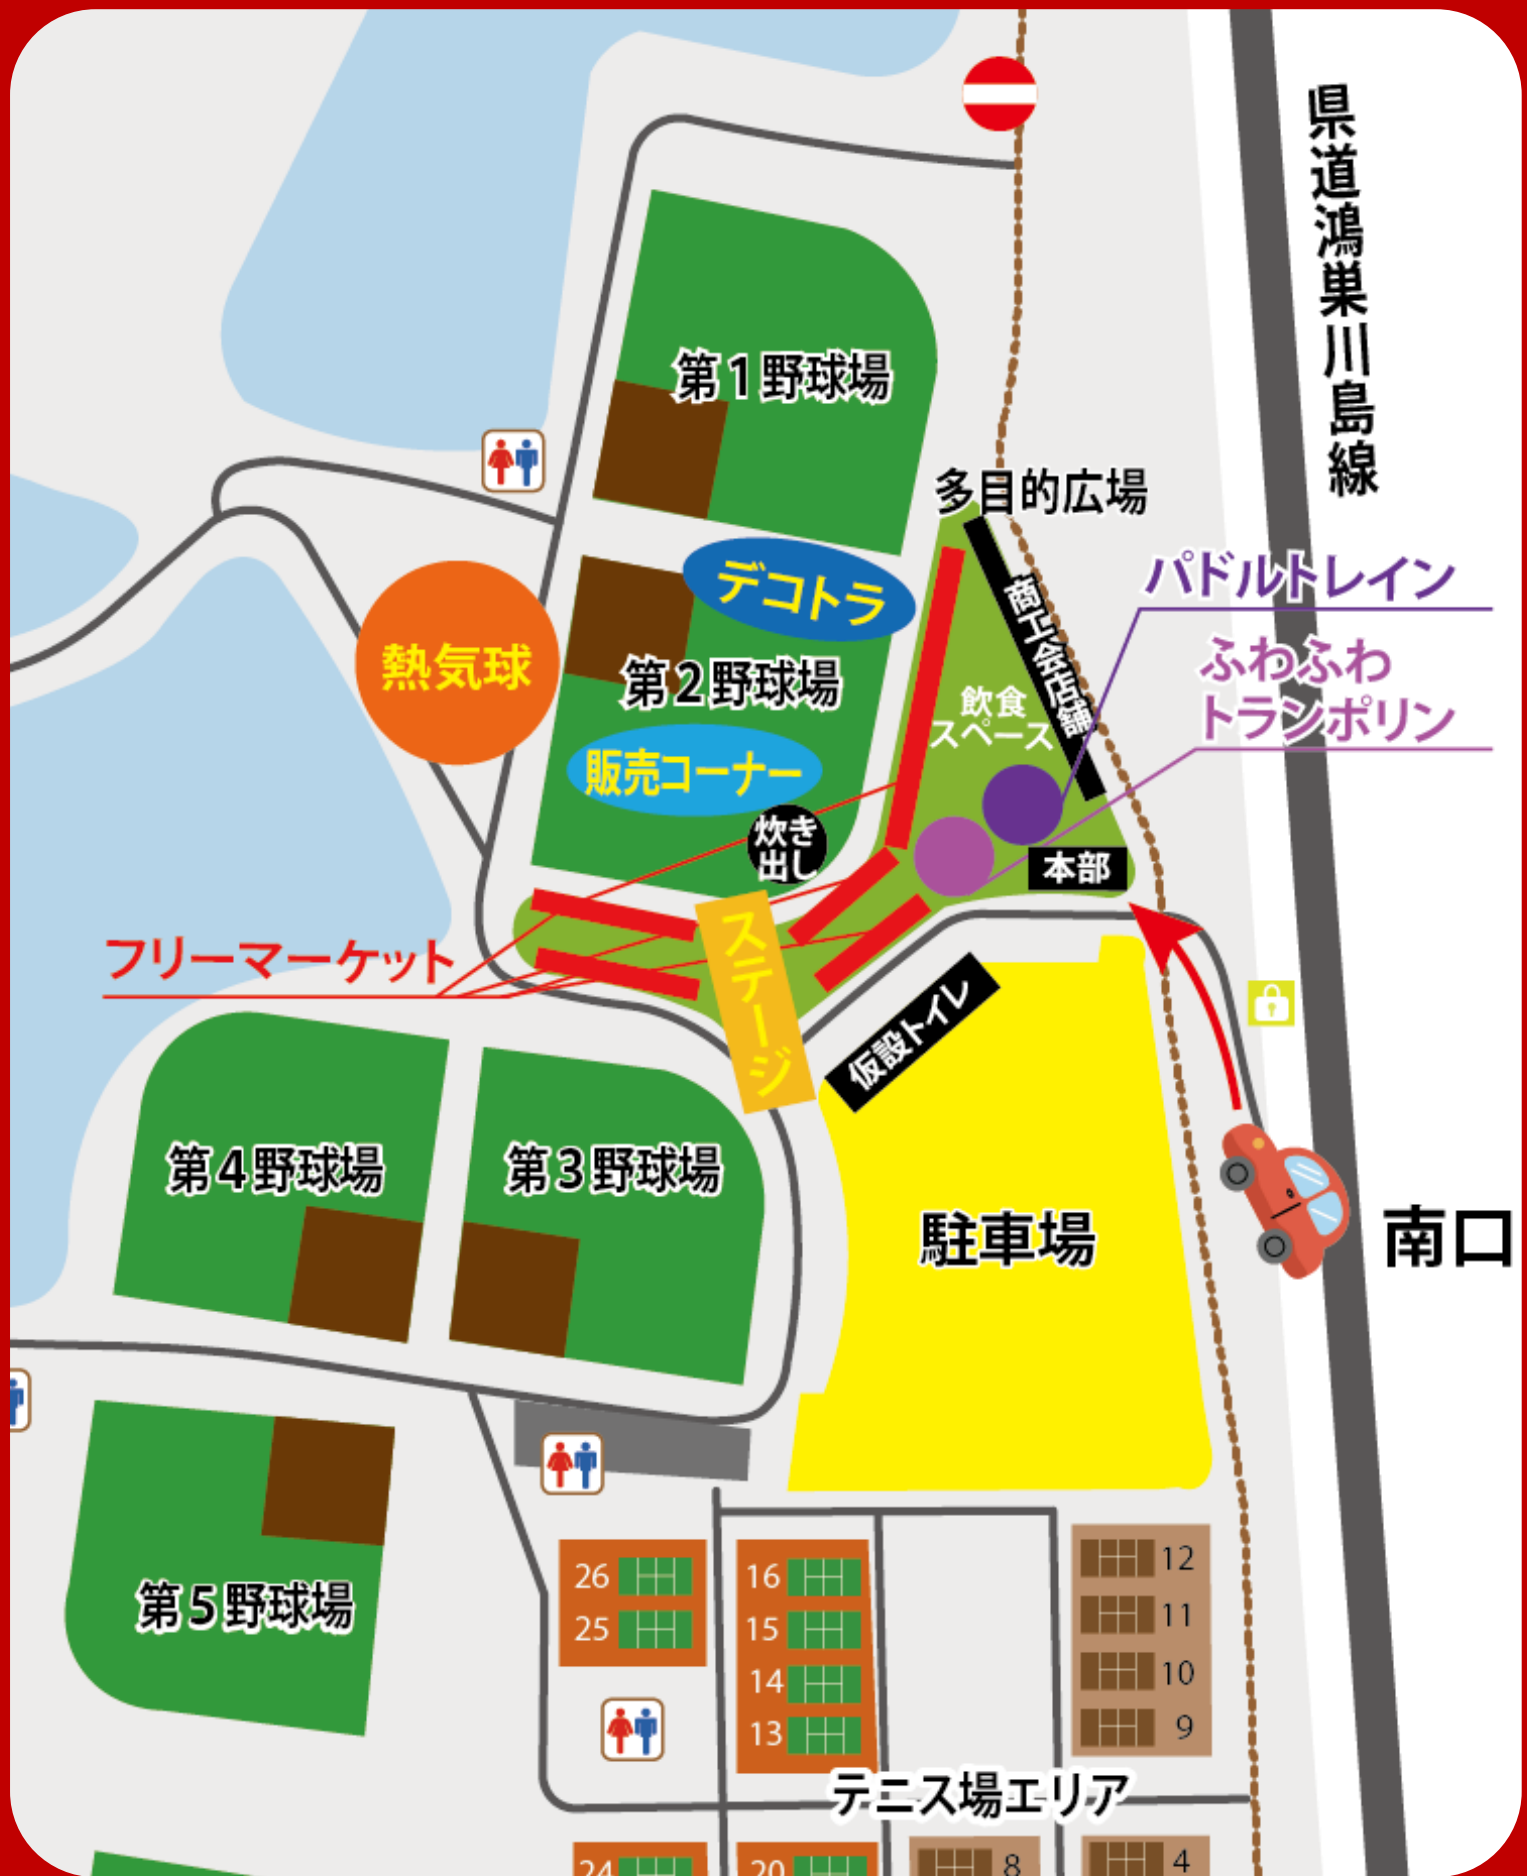 県道鴻巣川島線
第1野球場
多目的広場
デコトラ
商工会店舗
パドルトレイン
ふわふわ
トランポリン
熱気球
第2野球場
飲食
スペース
販売コーナー
炊き
出し
本部
ステージ
フリーマーケット
仮設トイレ
第4野球場
第3野球場
駐車場
南口
第5野球場
26
25
16
15
14
13
12
11
10
9
テニス場エリア
24
20
8
4